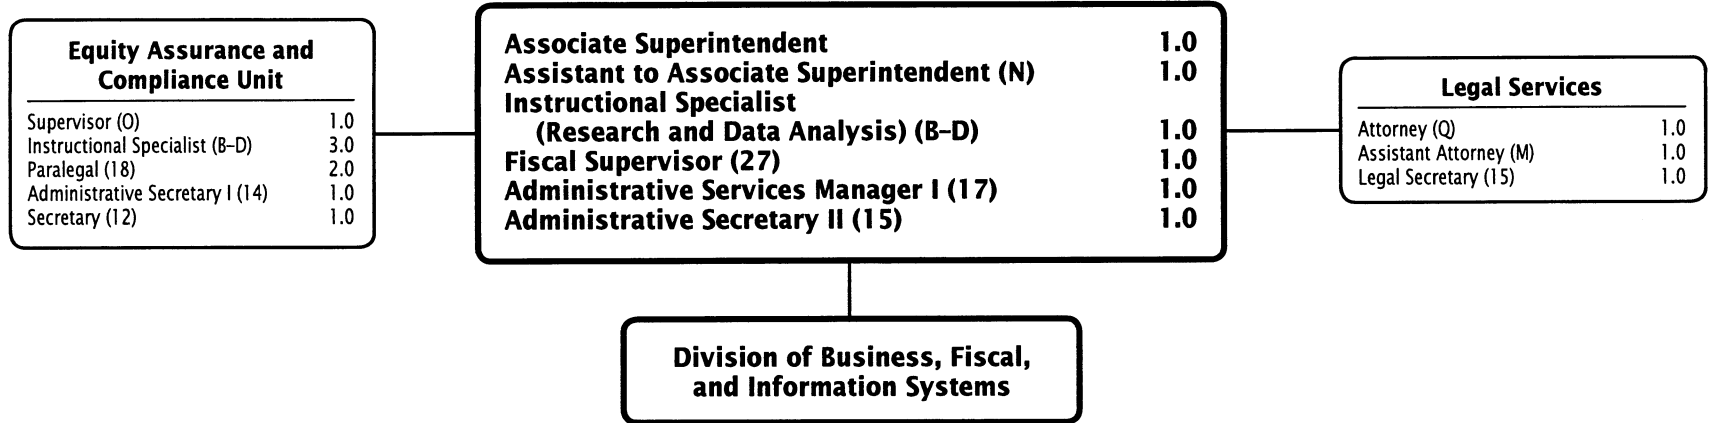 Equity Assurance and
Compliance Unit
Supervisor (O) 1.0
Instructional Specialist (B–D) 3.0
Paralegal (18) 2.0
Administrative Secretary I (14) 1.0
Secretary (12) 1.0
Associate Superintendent 1.0
Assistant to Associate Superintendent (N) 1.0
Instructional Specialist
(Research and Data Analysis) (B–D) 1.0
Fiscal Supervisor (27) 1.0
Administrative Services Manager I (17) 1.0
Administrative Secretary II (15) 1.0
Legal Services
Attorney (Q) 1.0
Assistant Attorney (M) 1.0
Legal Secretary (15) 1.0
Division of Business, Fiscal,
and Information Systems